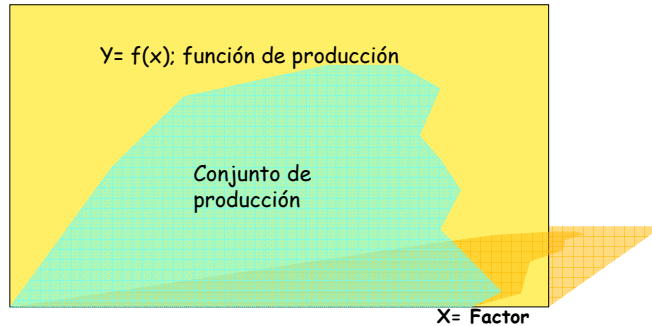 Y= f(x); función de producción
Conjunto de
producción
X= Factor